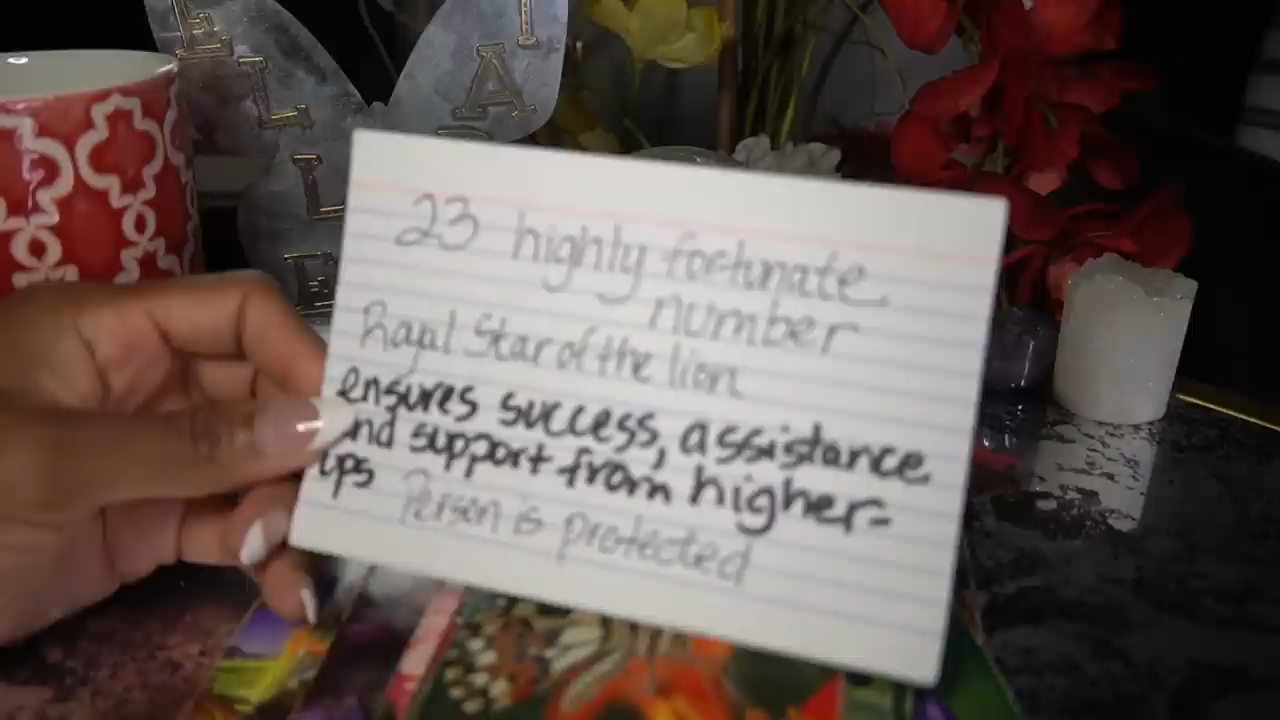 E
L
L
E
I
A
23 highly fortunate
number
Royal Star of the lion
ensures success, assistance
and support from higher-
ups Person is protected